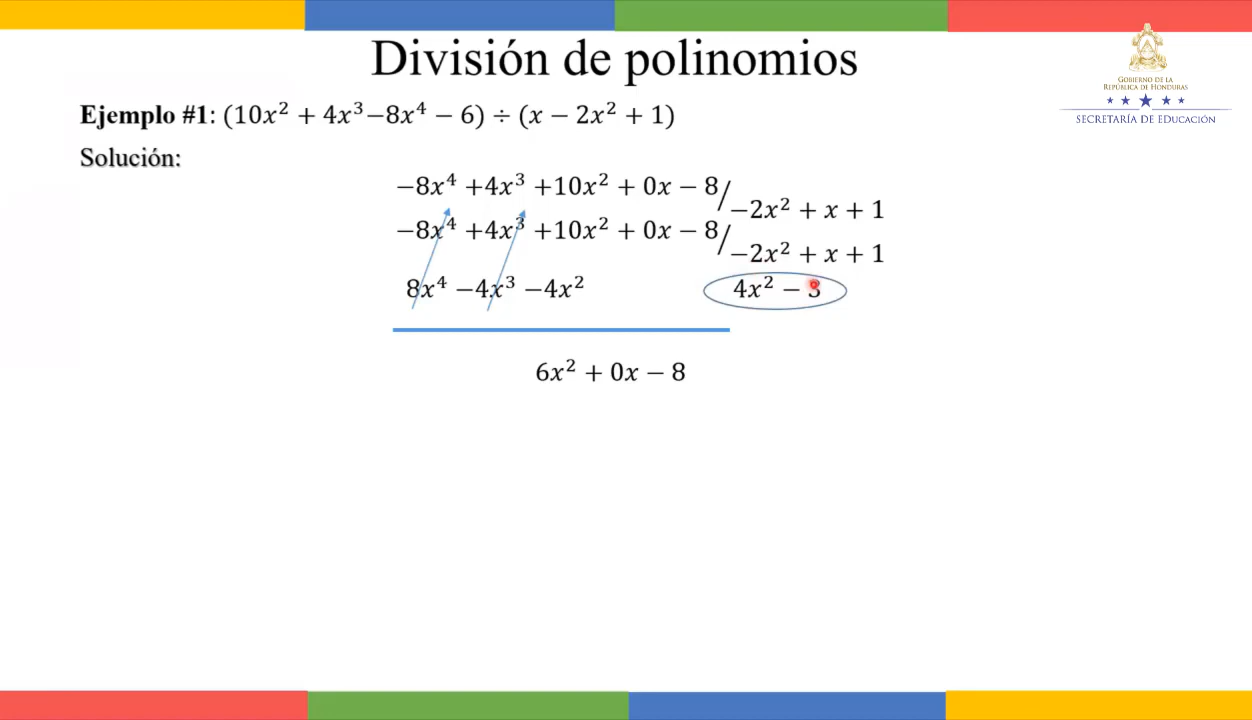 División de polinomios
GOBIERNO DE LA
REPÚBLICA DE HONDURAS
SECRETARÍA DE EDUCACIÓN
Ejemplo #1: (10x² + 4x³−8x⁴ − 6) ÷ (x − 2x² + 1)
Solución:
−8x⁴ +4x³ +10x² + 0x − 8/−2x² + x + 1
−8x⁴ +4x³ +10x² + 0x − 8/−2x² + x + 1
8x⁴ −4x³ −4x² 4x² − 3
6x² + 0x − 8